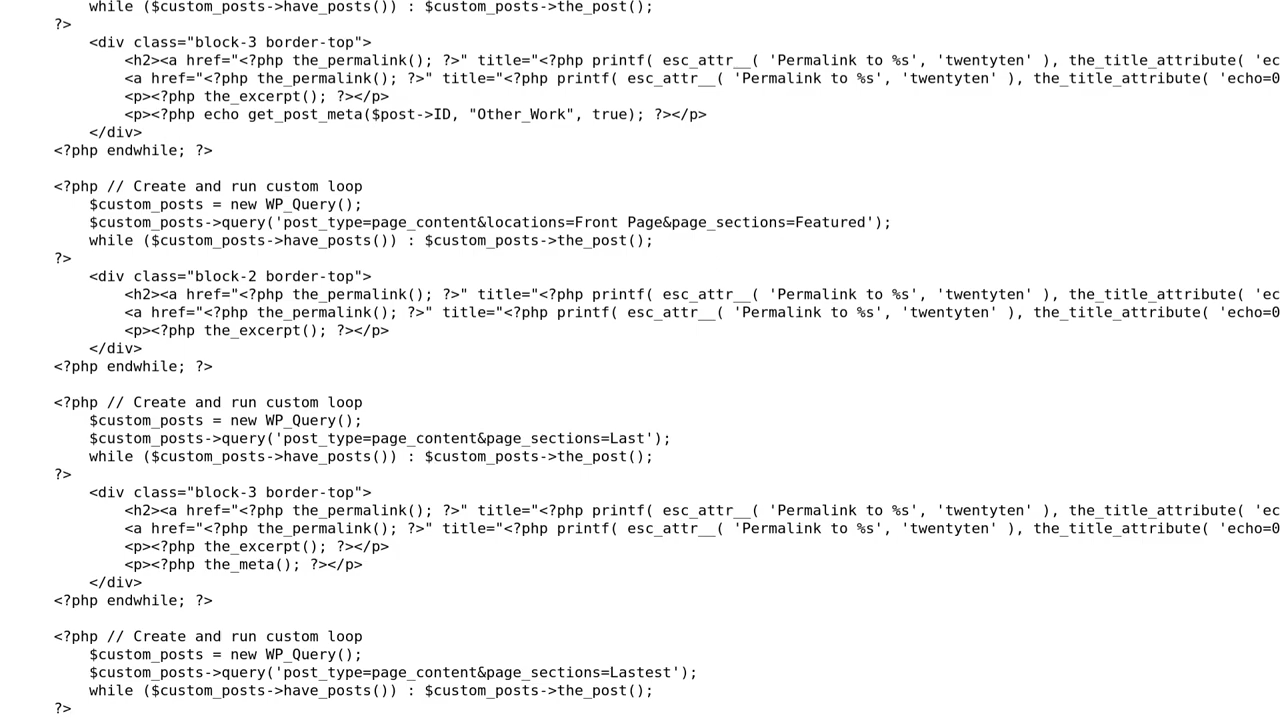 while ($custom_posts->have_posts()) : $custom_posts->the_post();
?>
<div class="block-3 border-top">
<h2><a href="<?php the_permalink(); ?>" title="<?php printf( esc_attr__( 'Permalink to %s', 'twentyten' ), the_title_attribute( 'ec
<a href="<?php the_permalink(); ?>" title="<?php printf( esc_attr__( 'Permalink to %s', 'twentyten' ), the_title_attribute( 'echo=0
<p><?php the_excerpt(); ?></p>
<p><?php echo get_post_meta($post->ID, "Other_Work", true); ?></p>
</div>
<?php endwhile; ?>
<?php // Create and run custom loop
$custom_posts = new WP_Query();
$custom_posts->query('post_type=page_content&locations=Front Page&page_sections=Featured');
while ($custom_posts->have_posts()) : $custom_posts->the_post();
?>
<div class="block-2 border-top">
<h2><a href="<?php the_permalink(); ?>" title="<?php printf( esc_attr__( 'Permalink to %s', 'twentyten' ), the_title_attribute( 'ec
<a href="<?php the_permalink(); ?>" title="<?php printf( esc_attr__( 'Permalink to %s', 'twentyten' ), the_title_attribute( 'echo=0
<p><?php the_excerpt(); ?></p>
</div>
<?php endwhile; ?>
<?php // Create and run custom loop
$custom_posts = new WP_Query();
$custom_posts->query('post_type=page_content&page_sections=Last');
while ($custom_posts->have_posts()) : $custom_posts->the_post();
?>
<div class="block-3 border-top">
<h2><a href="<?php the_permalink(); ?>" title="<?php printf( esc_attr__( 'Permalink to %s', 'twentyten' ), the_title_attribute( 'ec
<a href="<?php the_permalink(); ?>" title="<?php printf( esc_attr__( 'Permalink to %s', 'twentyten' ), the_title_attribute( 'echo=0
<p><?php the_excerpt(); ?></p>
<p><?php the_meta(); ?></p>
</div>
<?php endwhile; ?>
<?php // Create and run custom loop
$custom_posts = new WP_Query();
$custom_posts->query('post_type=page_content&page_sections=Lastest');
while ($custom_posts->have_posts()) : $custom_posts->the_post();
?>